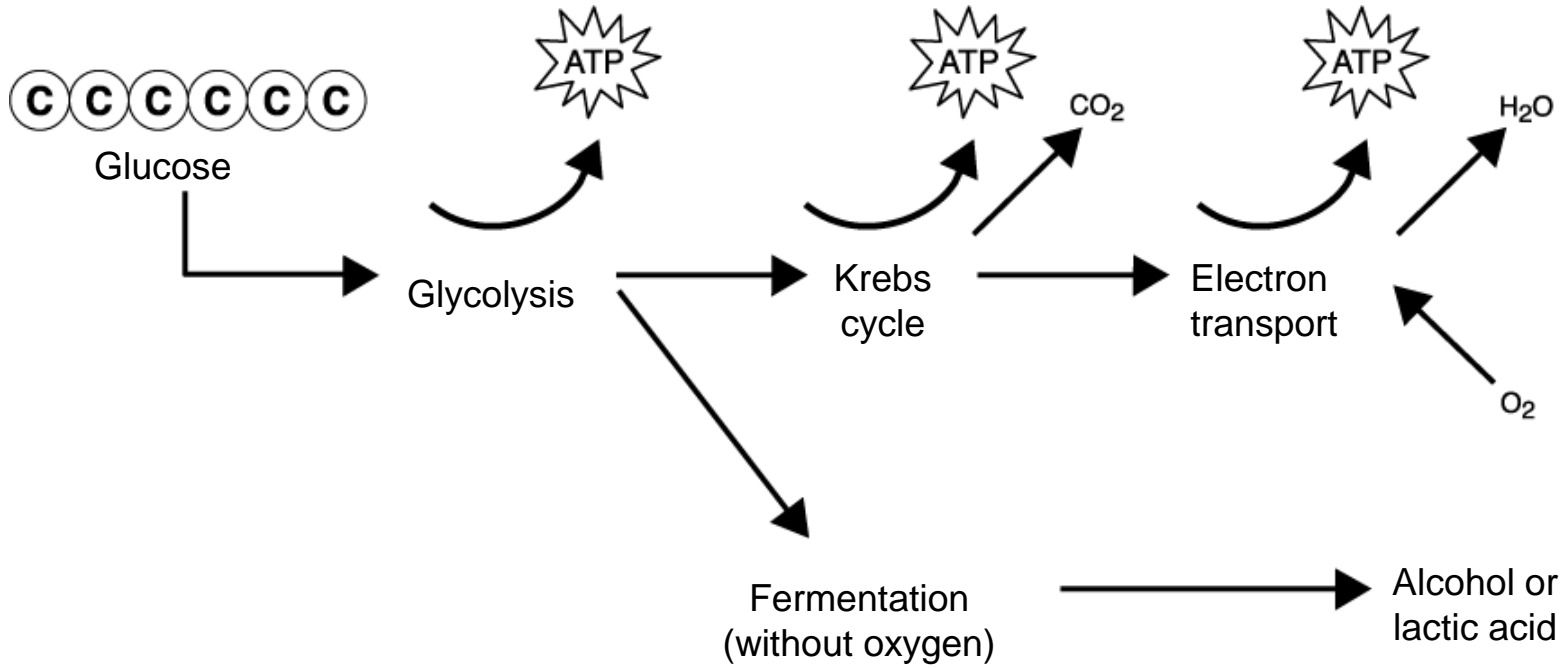 ATP
ATP
ATP
C C C C C C
CO₂
H₂O
Glucose
Glycolysis
Krebs
cycle
Electron
transport
O₂
Fermentation
(without oxygen)
Alcohol or
lactic acid